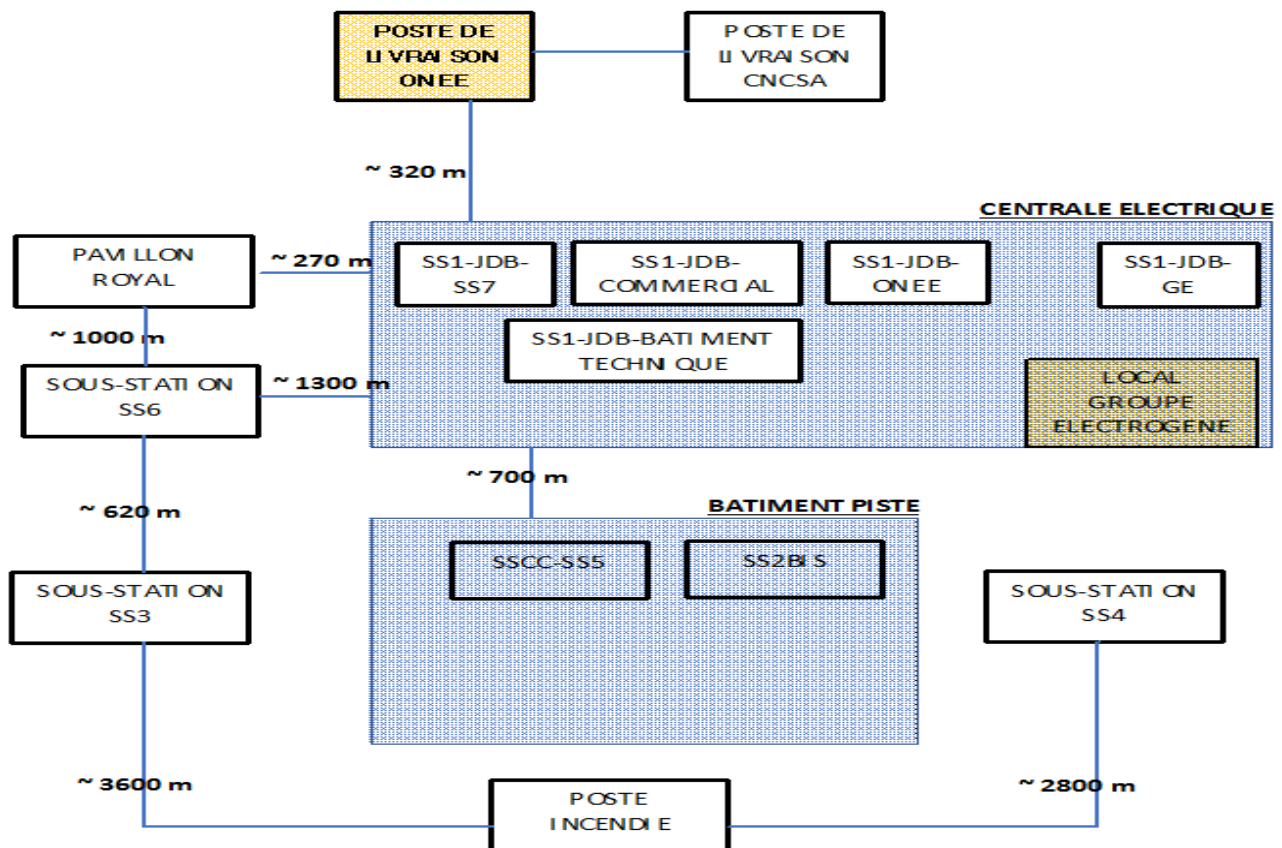 POSTE DE
LIVRAISON
ONEE
POSTE DE
LIVRAISON
CNCSA
~ 320 m
CENTRALE ELECTRIQUE
PAVILLON
ROYAL
~ 270 m
SS1-JDB-
SS7
SS1-JDB-
COMMERCIAL
SS1-JDB-
ONEE
SS1-JDB-
GE
~ 1000 m
SS1-JDB-BATIMENT
TECHNIQUE
SOUS-STATION
SS6
~ 1300 m
LOCAL
GROUPE
ELECTROGENE
~ 700 m
~ 620 m
BATIMENT PISTE
SSCC-SS5
SS2BIS
SOUS-STATION
SS3
SOUS-STATION
SS4
~ 3600 m
POSTE
INCENDIE
~ 2800 m